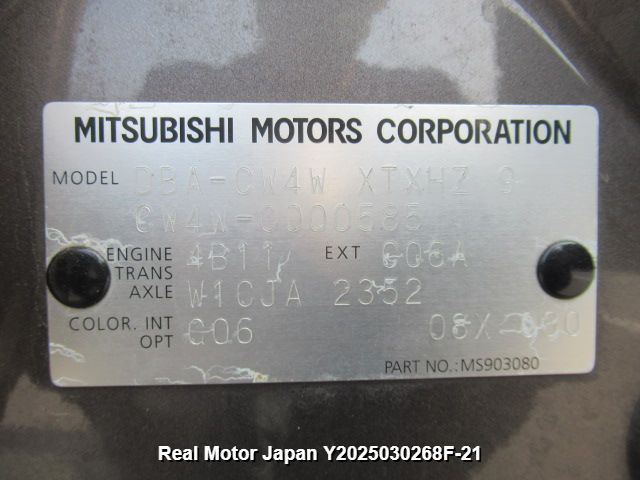 MITSUBISHI MOTORS CORPORATION
MODEL DBA-CW4W XTXHZ 9
CW4W-0000585
ENGINE 4B11 EXT G06A
TRANS
AXLE W1CJA 2352
COLOR. INT G06
OPT 08X
PART NO.: MS903080
Real Motor Japan Y2025030268F-21